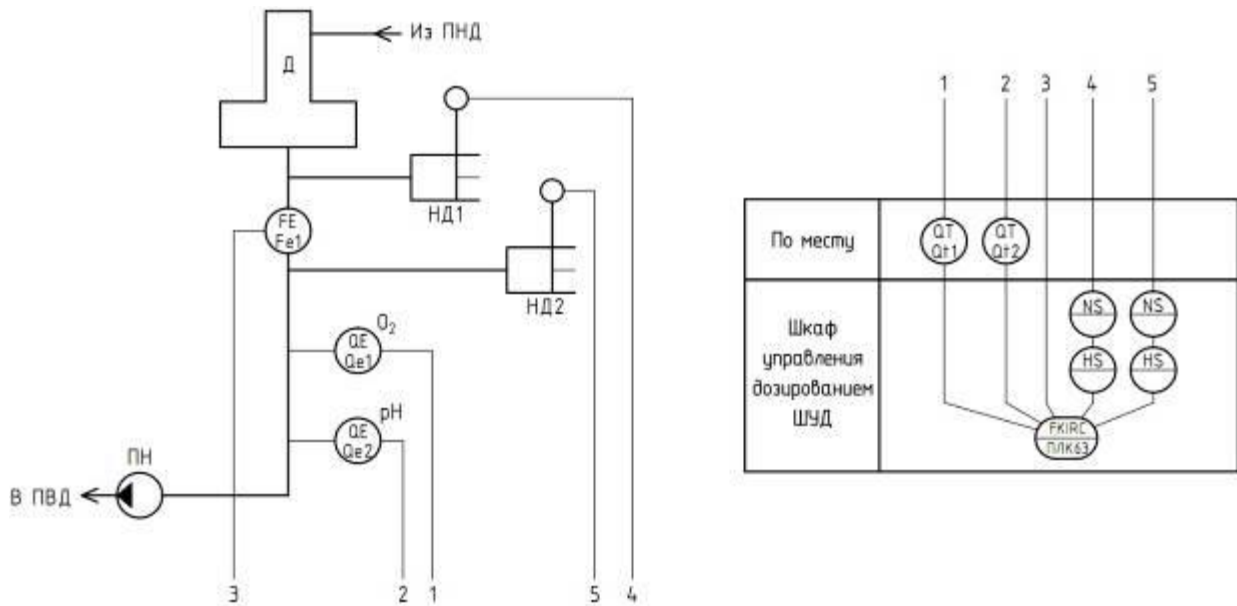 Из ПНД
Д
НД1
FE
Fe1
НД2
O₂
QE
Qe1
pH
QE
Qe2
ПН
В ПВД
3
2
1
5
4
1
2
3
4
5
По месту
QT
Qt1
QT
Qt2
Шкаф
управления
дозированием
ШУД
NS
NS
HS
HS
FKIRC
ПЛК63